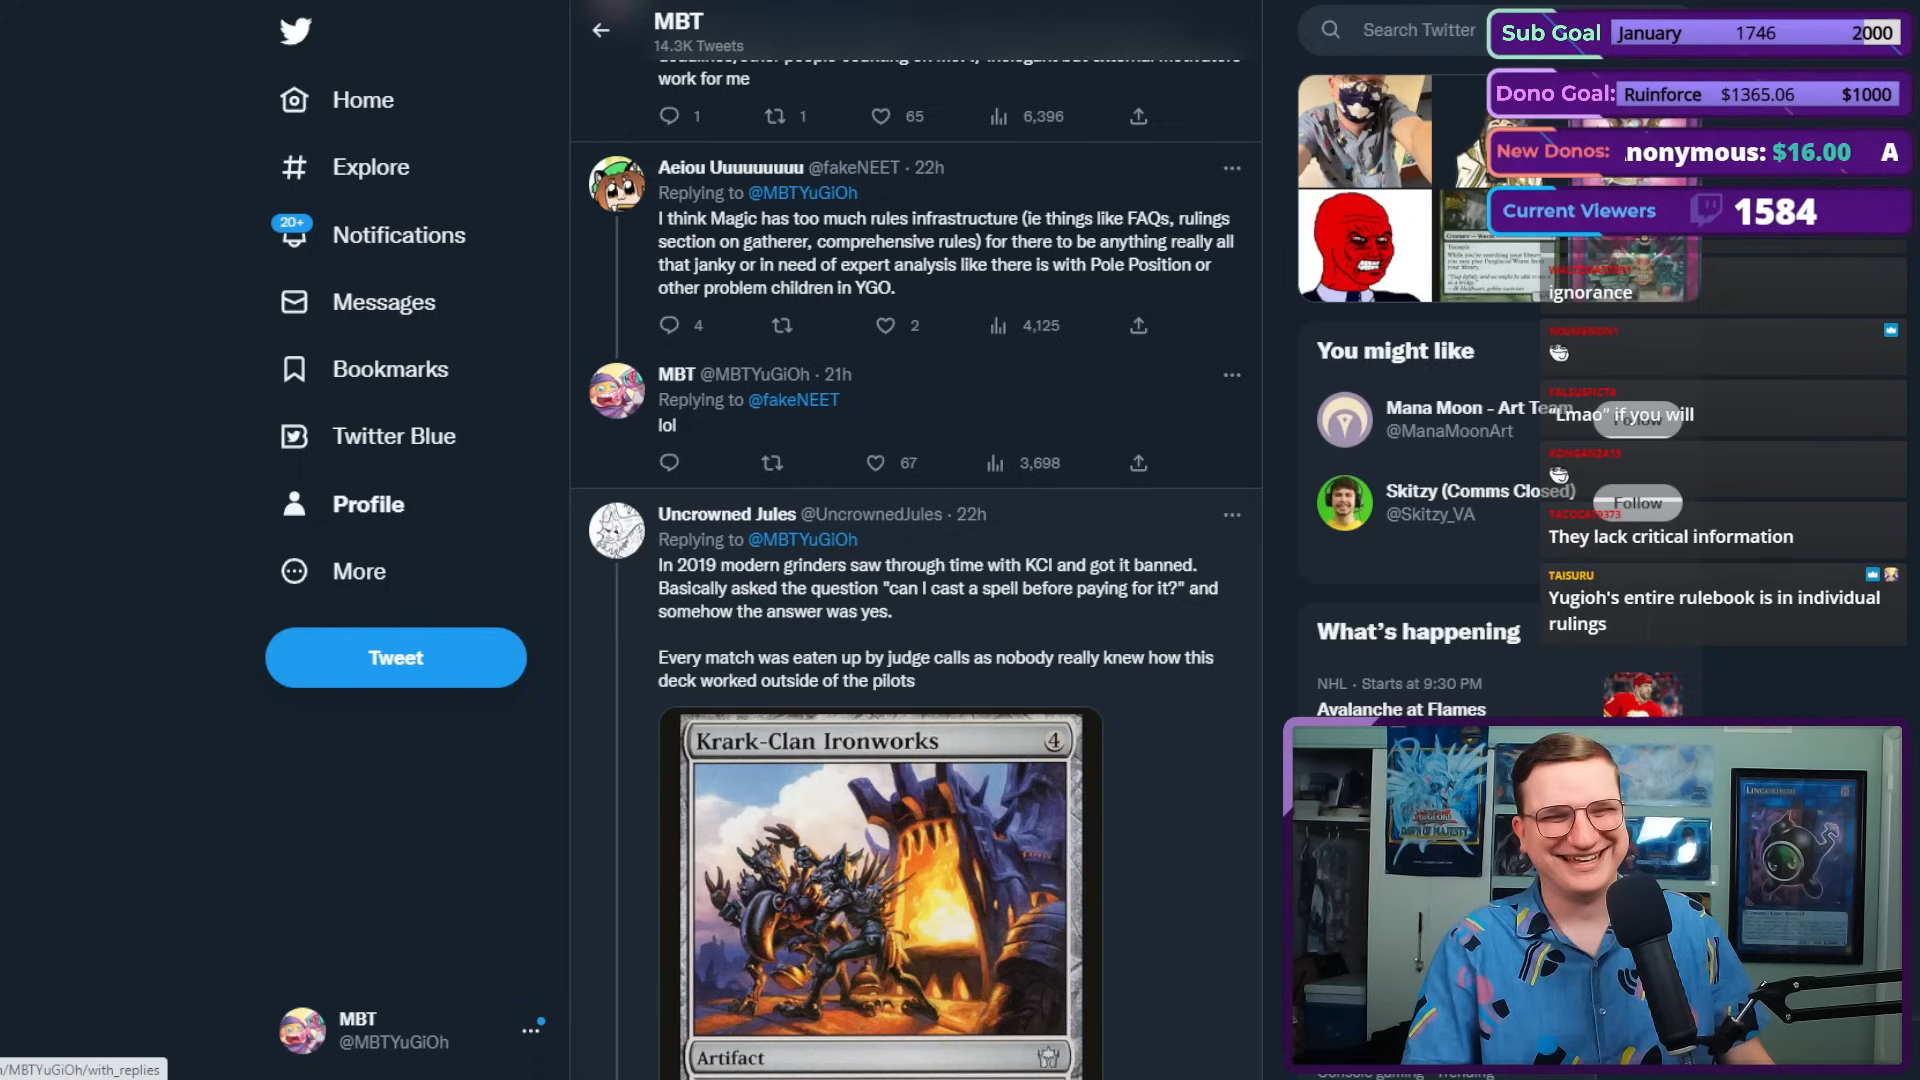 MBT
14.3K Tweets
work for me
1
1
65
6,396
Home
Explore
20+
Notifications
Messages
Bookmarks
Twitter Blue
Profile
More
Tweet
MBT
@MBTYuGiOh
/MBTYuGiOh/with_replies
Aeiou Uuuuuuuuu @fakeNEET · 22h
Replying to @MBTYuGiOh
I think Magic has too much rules infrastructure (ie things like FAQs, rulings
section on gatherer, comprehensive rules) for there to be anything really all
that janky or in need of expert analysis like there is with Pole Position or
other problem children in YGO.
4
2
4,125
MBT @MBTYuGiOh · 21h
Replying to @fakeNEET
lol
67
3,698
Uncrowned Jules @UncrownedJules · 22h
Replying to @MBTYuGiOh
In 2019 modern grinders saw through time with KCI and got it banned.
Basically asked the question "can I cast a spell before paying for it?" and
somehow the answer was yes.
Every match was eaten up by judge calls as nobody really knew how this
deck worked outside of the pilots
Krark-Clan Ironworks
4
Artifact
Search Twitter
Sub Goal
January 1746 2000
Dono Goal:
Ruinforce $1365.06 $1000
New Donos:
nonymous: $16.00 A
Current Viewers
1584
ignorance
You might like
Mana Moon - Art Team
@ManaMoonArt
Follow
"Lmao" if you will
Skitzy (Comms Closed)
@Skitzy_VA
Follow
They lack critical information
TAISURU
Yugioh's entire rulebook is in individual
rulings
What's happening
NHL · Starts at 9:30 PM
Avalanche at Flames
LINGURIBOH
DAWN OF MAJESTY